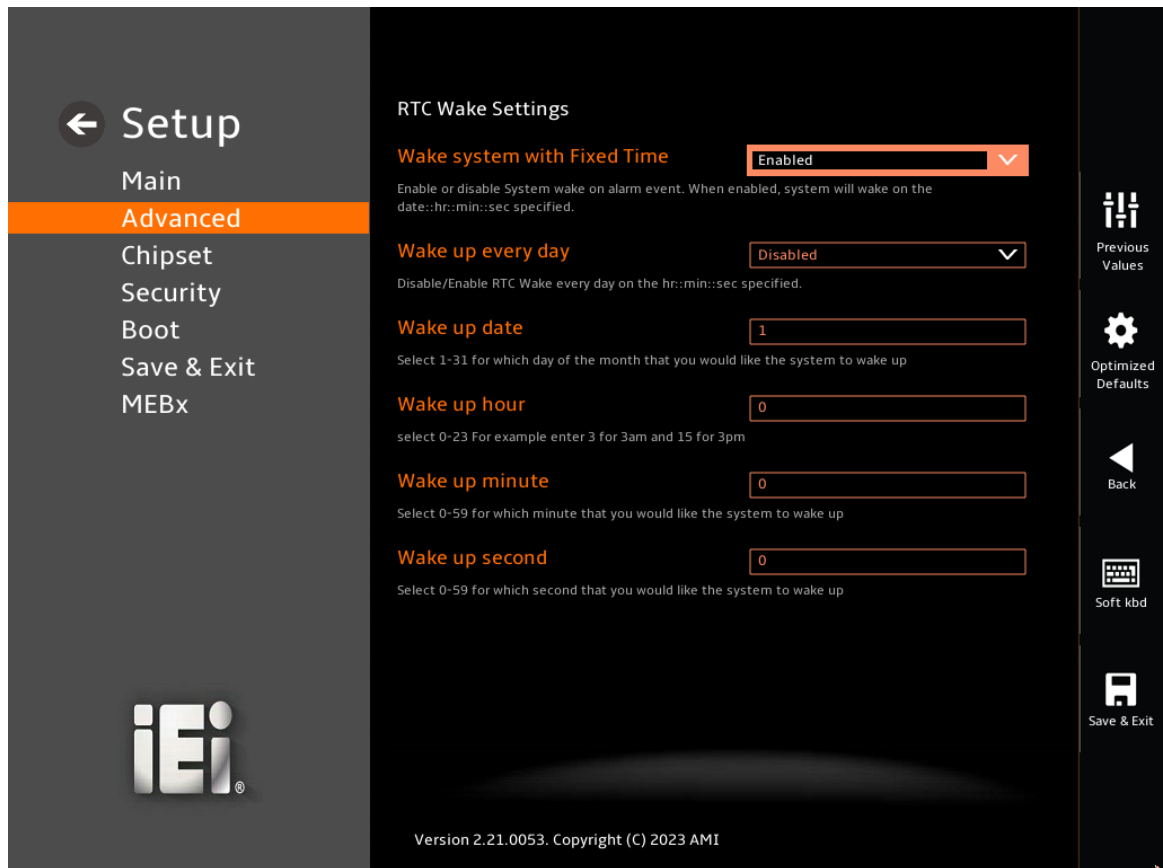 Setup
Main
Advanced
Chipset
Security
Boot
Save & Exit
MEBx
iEi®
RTC Wake Settings
Wake system with Fixed Time Enabled
Enable or disable System wake on alarm event. When enabled, system will wake on the
date::hr::min::sec specified.
Wake up every day Disabled
Disable/Enable RTC Wake every day on the hr::min::sec specified.
Wake up date 1
Select 1-31 for which day of the month that you would like the system to wake up
Wake up hour 0
select 0-23 For example enter 3 for 3am and 15 for 3pm
Wake up minute 0
Select 0-59 for which minute that you would like the system to wake up
Wake up second 0
Select 0-59 for which second that you would like the system to wake up
Version 2.21.0053. Copyright (C) 2023 AMI
Previous
Values
Optimized
Defaults
Back
Soft kbd
Save & Exit